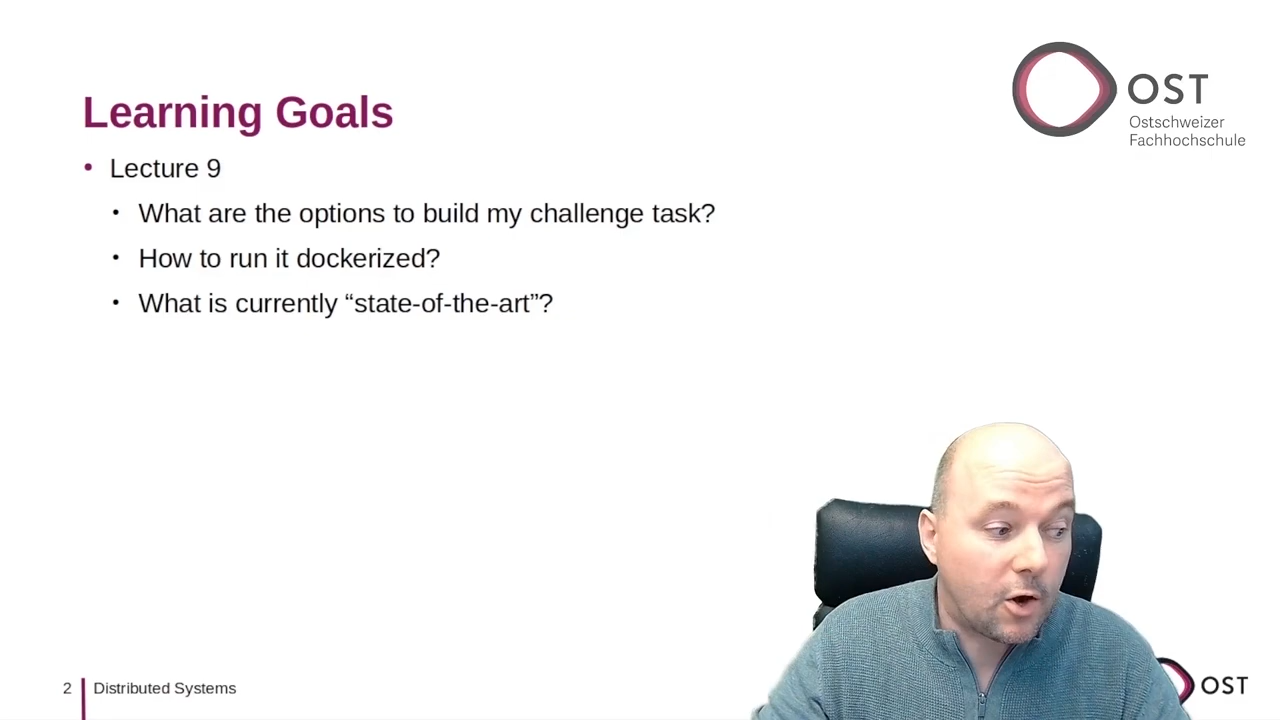 OST
Ostschweizer
Fachhochschule
Learning Goals
• Lecture 9
• What are the options to build my challenge task?
• How to run it dockerized?
• What is currently “state-of-the-art”?
2 Distributed Systems
OST